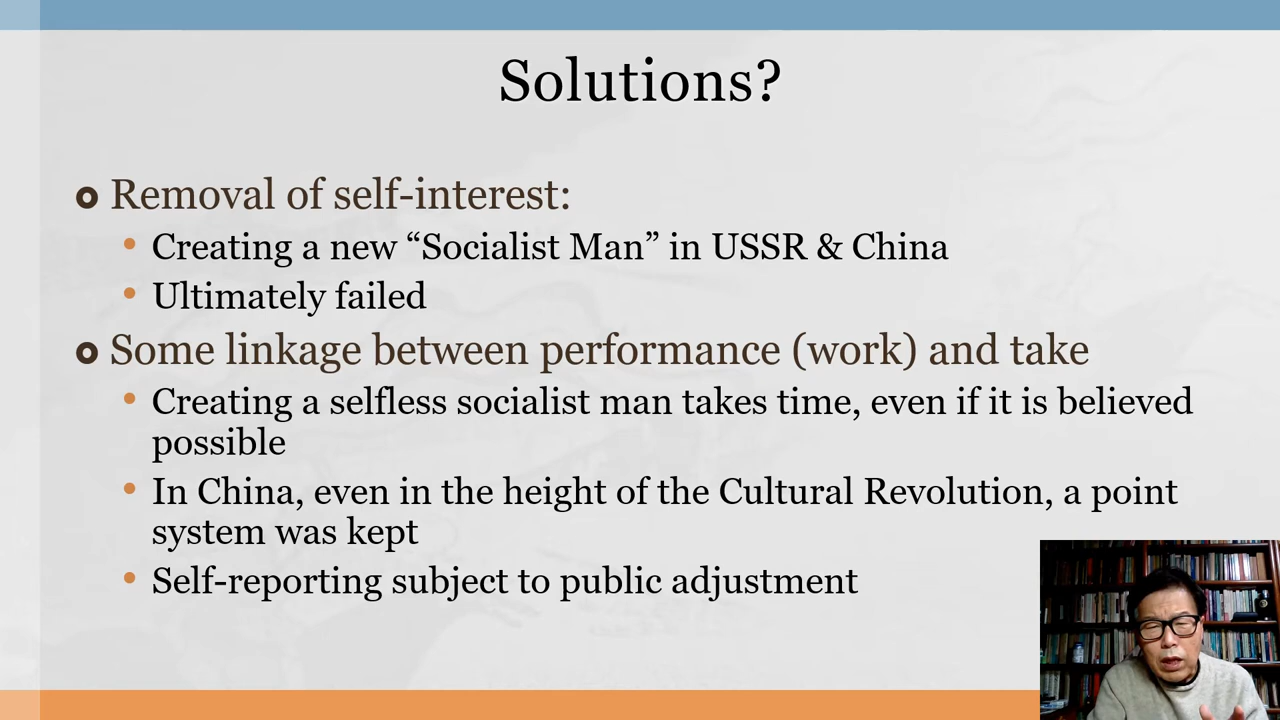 Solutions?
Removal of self-interest:
Creating a new “Socialist Man” in USSR & China
Ultimately failed
Some linkage between performance (work) and take
Creating a selfless socialist man takes time, even if it is believed
possible
In China, even in the height of the Cultural Revolution, a point
system was kept
Self-reporting subject to public adjustment